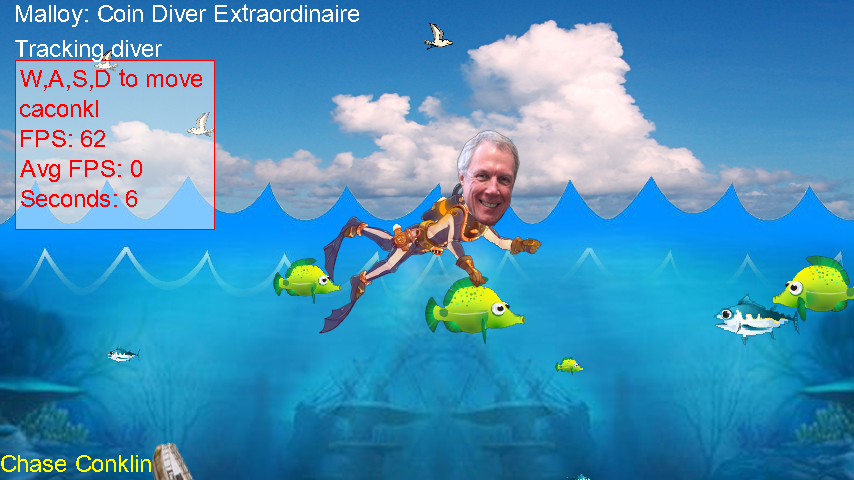 Malloy: Coin Diver Extraordinaire
Tracking diver
W,A,S,D to move
caconkl
FPS: 62
Avg FPS: 0
Seconds: 6
Chase Conklin